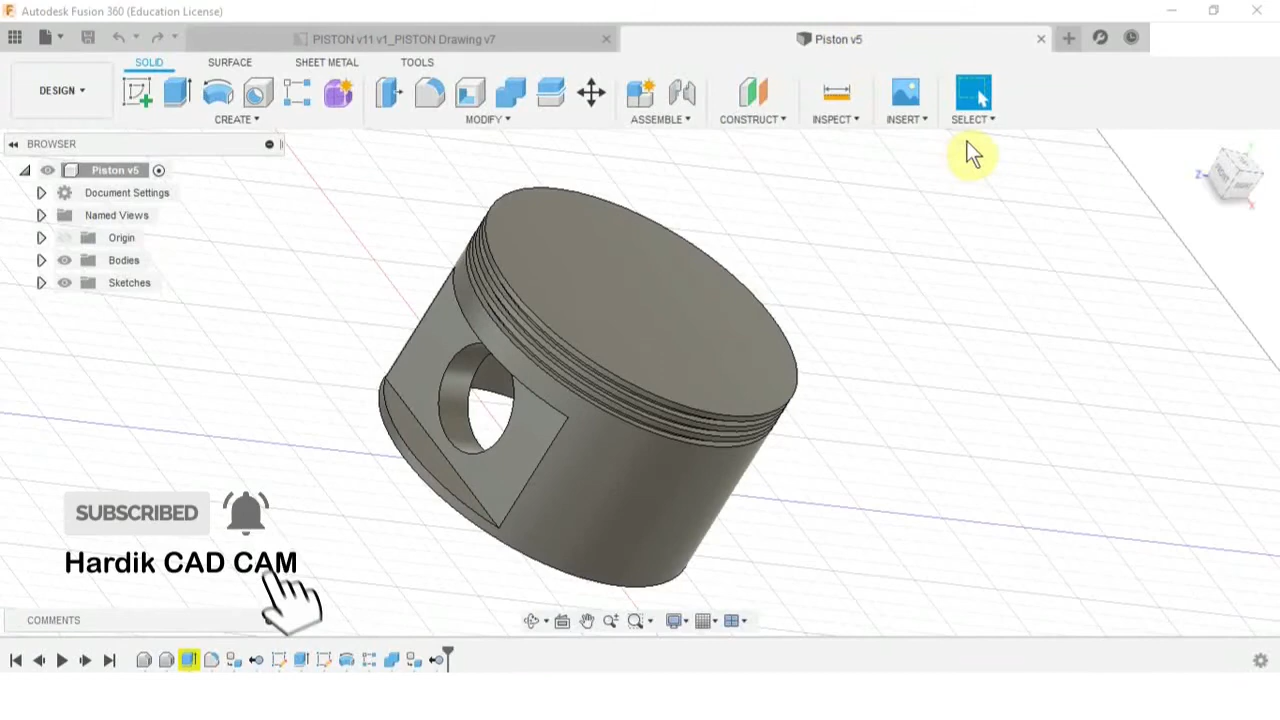 Autodesk Fusion 360 (Education License)
PISTON v11 v1_PISTON Drawing v7
Piston v5
DESIGN
SOLID
SURFACE
SHEET METAL
TOOLS
CREATE
MODIFY
ASSEMBLE
CONSTRUCT
INSPECT
INSERT
SELECT
BROWSER
Piston v5
Document Settings
Named Views
Origin
Bodies
Sketches
Z
SUBSCRIBED
Hardik CAD CAM
COMMENTS